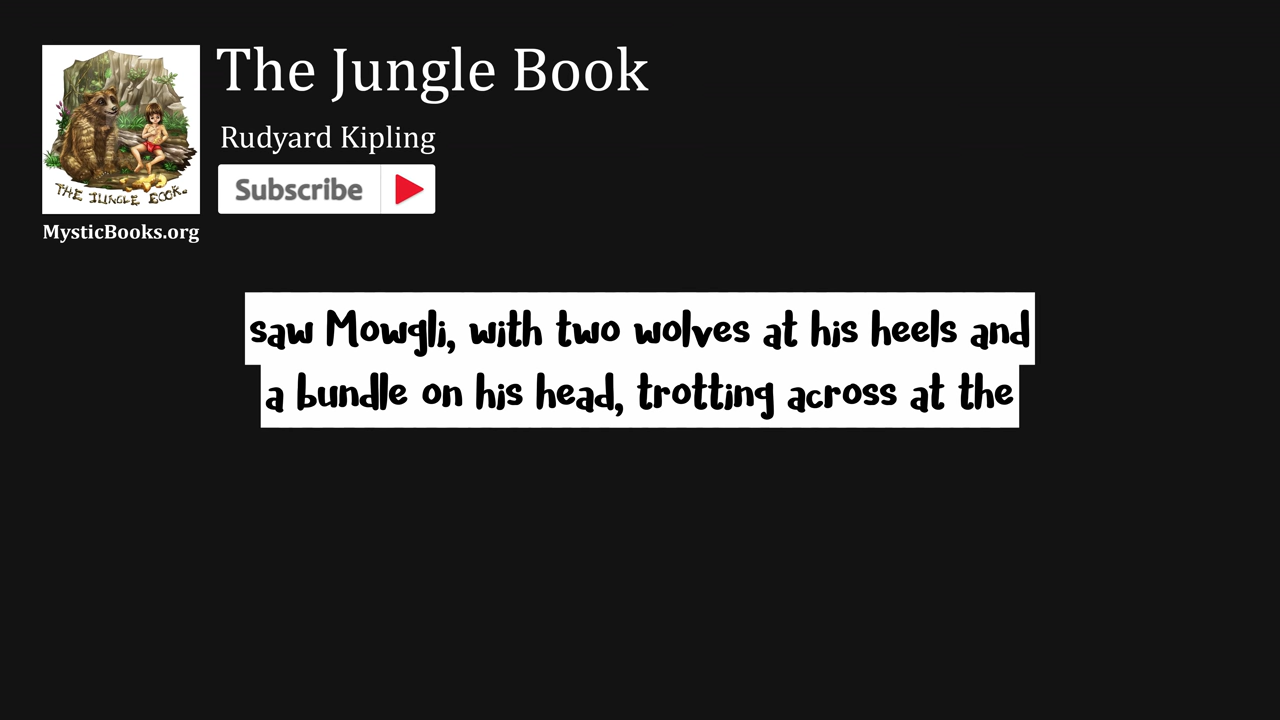 The Jungle Book
Rudyard Kipling
Subscribe
THE JUNGLE BOOK.
MysticBooks.org
saw Mowgli, with two wolves at his heels and
a bundle on his head, trotting across at the